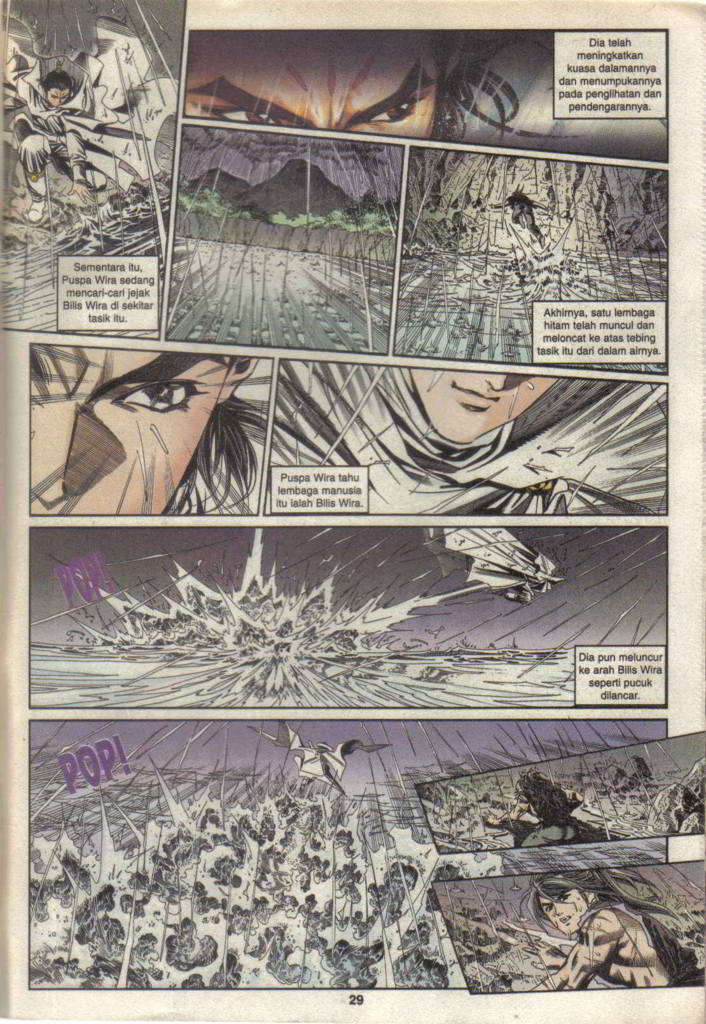 Sementara itu,
Puspa Wira sedang
mencari-cari jejak
Bilis Wira di sekitar
tasik itu.
Dia telah
meningkatkan
kuasa dalamannya
dan menumpukannya
pada penglihatan dan
pendengarannya.
Akhirnya, satu lembaga
hitam telah muncul dan
meloncat ke atas tebing
tasik itu dari dalam airnya.
Puspa Wira tahu
lembaga manusia
itu ialah Bilis Wira.
POP!
Dia pun meluncur
ke arah Bilis Wira
seperti pucuk
dilancar.
POP!
29